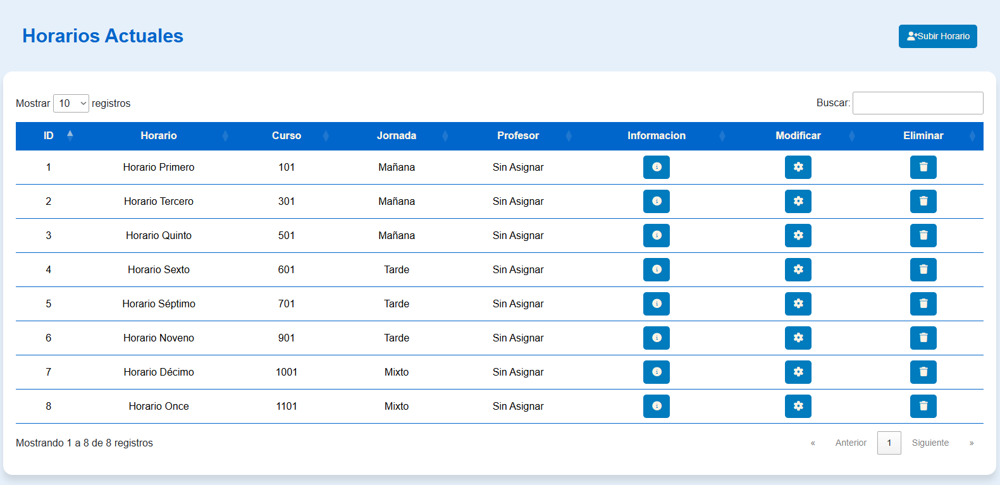 Horarios Actuales
Subir Horario
Mostrar 10 registros
Buscar:
ID Horario Curso Jornada Profesor Informacion Modificar Eliminar
1 Horario Primero 101 Mañana Sin Asignar
2 Horario Tercero 301 Mañana Sin Asignar
3 Horario Quinto 501 Mañana Sin Asignar
4 Horario Sexto 601 Tarde Sin Asignar
5 Horario Séptimo 701 Tarde Sin Asignar
6 Horario Noveno 901 Tarde Sin Asignar
7 Horario Décimo 1001 Mixto Sin Asignar
8 Horario Once 1101 Mixto Sin Asignar
Mostrando 1 a 8 de 8 registros
« Anterior 1 Siguiente »